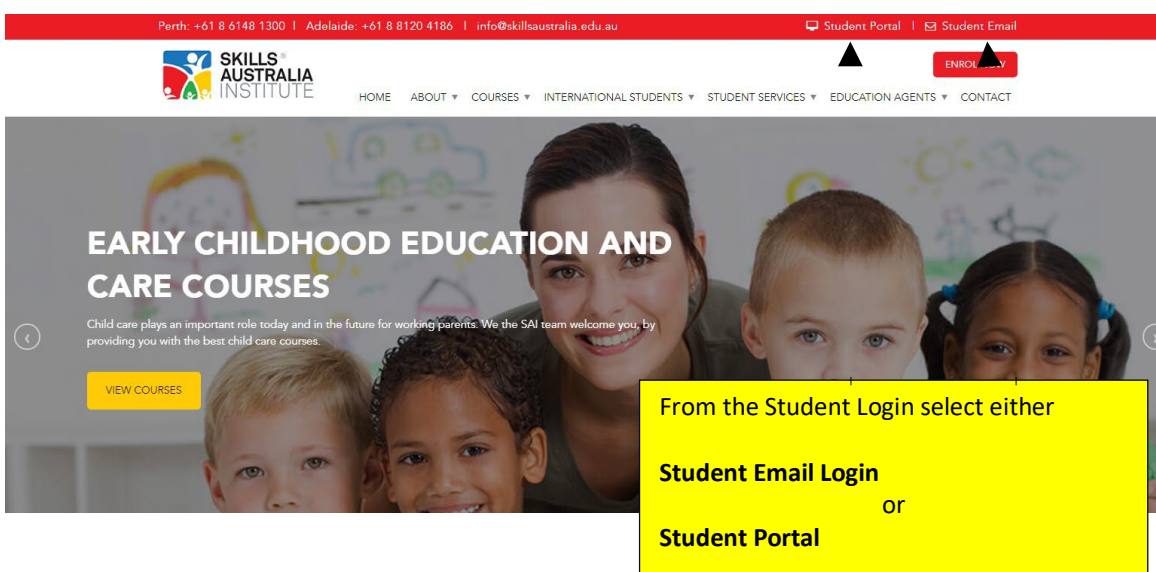 Perth: +61 8 6148 1300 | Adelaide: +61 8 8120 4186 | info@skillsaustralia.edu.au
Student Portal | Student Email
SKILLS®
AUSTRALIA
INSTITUTE
ENROL NOW
HOME ABOUT COURSES INTERNATIONAL STUDENTS STUDENT SERVICES EDUCATION AGENTS CONTACT
EARLY CHILDHOOD EDUCATION AND
CARE COURSES
Child care plays an important role today and in the future for working parents. We the SAI team welcome you, by
providing you with the best child care courses.
VIEW COURSES
From the Student Login select either
Student Email Login
or
Student Portal